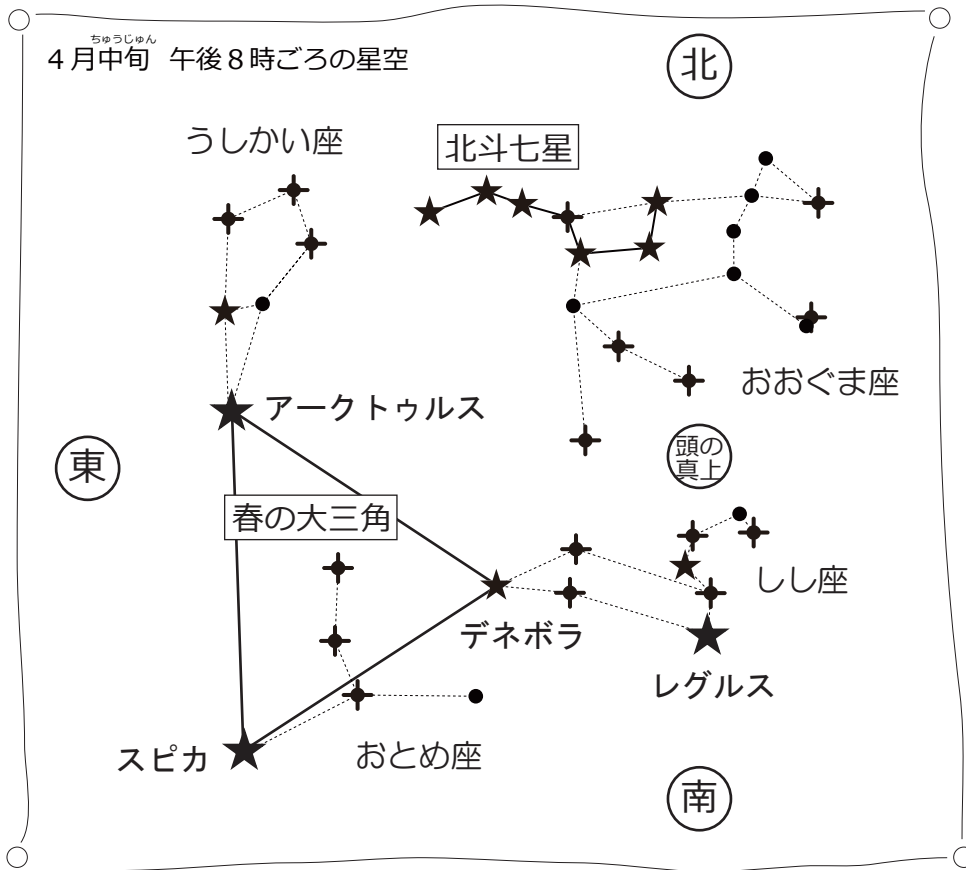 ちゅうじゅん
4月中旬 午後8時ごろの星空
北
うしかい座
北斗七星
おおぐま座
アークトゥルス
頭の
真上
東
春の大三角
しし座
デネボラ
レグルス
おとめ座
スピカ
南